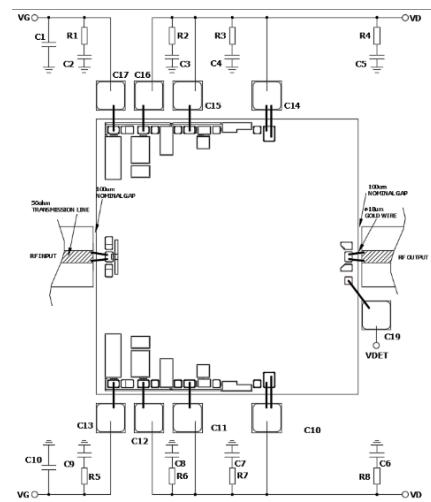 VG
VD
C1
R1
R2
R3
R4
C2
C3
C4
C5
C17
C16
C15
C14
100um
NOMINAL GAP
50ohm
TRANSMISSION LINE
100um
NOMINAL GAP
ø18um
GOLD WIRE
RF INPUT
RF OUTPUT
C19
VDET
C13
C12
C11
C10
C10
C9
C8
C7
C6
R5
R6
R7
R8
VG
VD